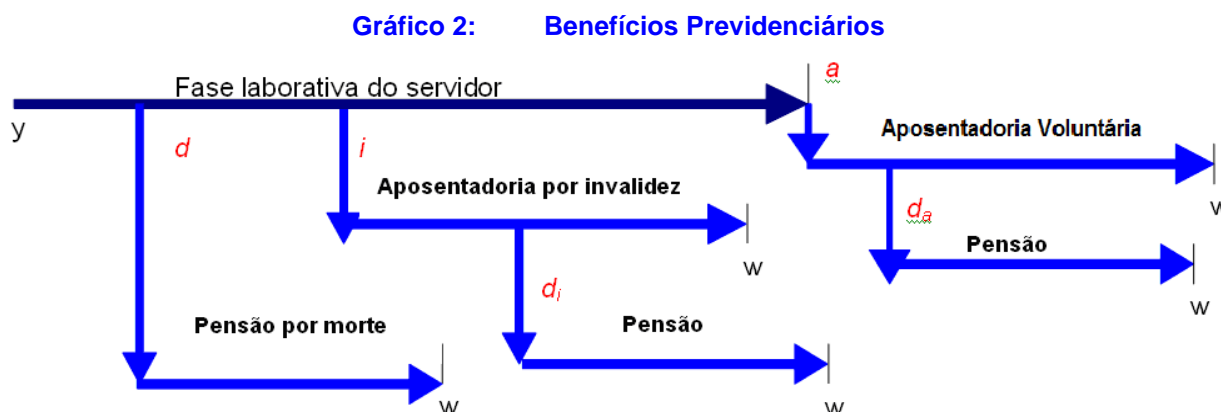 Gráfico 2: Benefícios Previdenciários
a
Fase laborativa do servidor
y
d
i
Aposentadoria Voluntária
Aposentadoria por invalidez
w
da
Pensão
w
di
w
Pensão por morte
Pensão
w
w